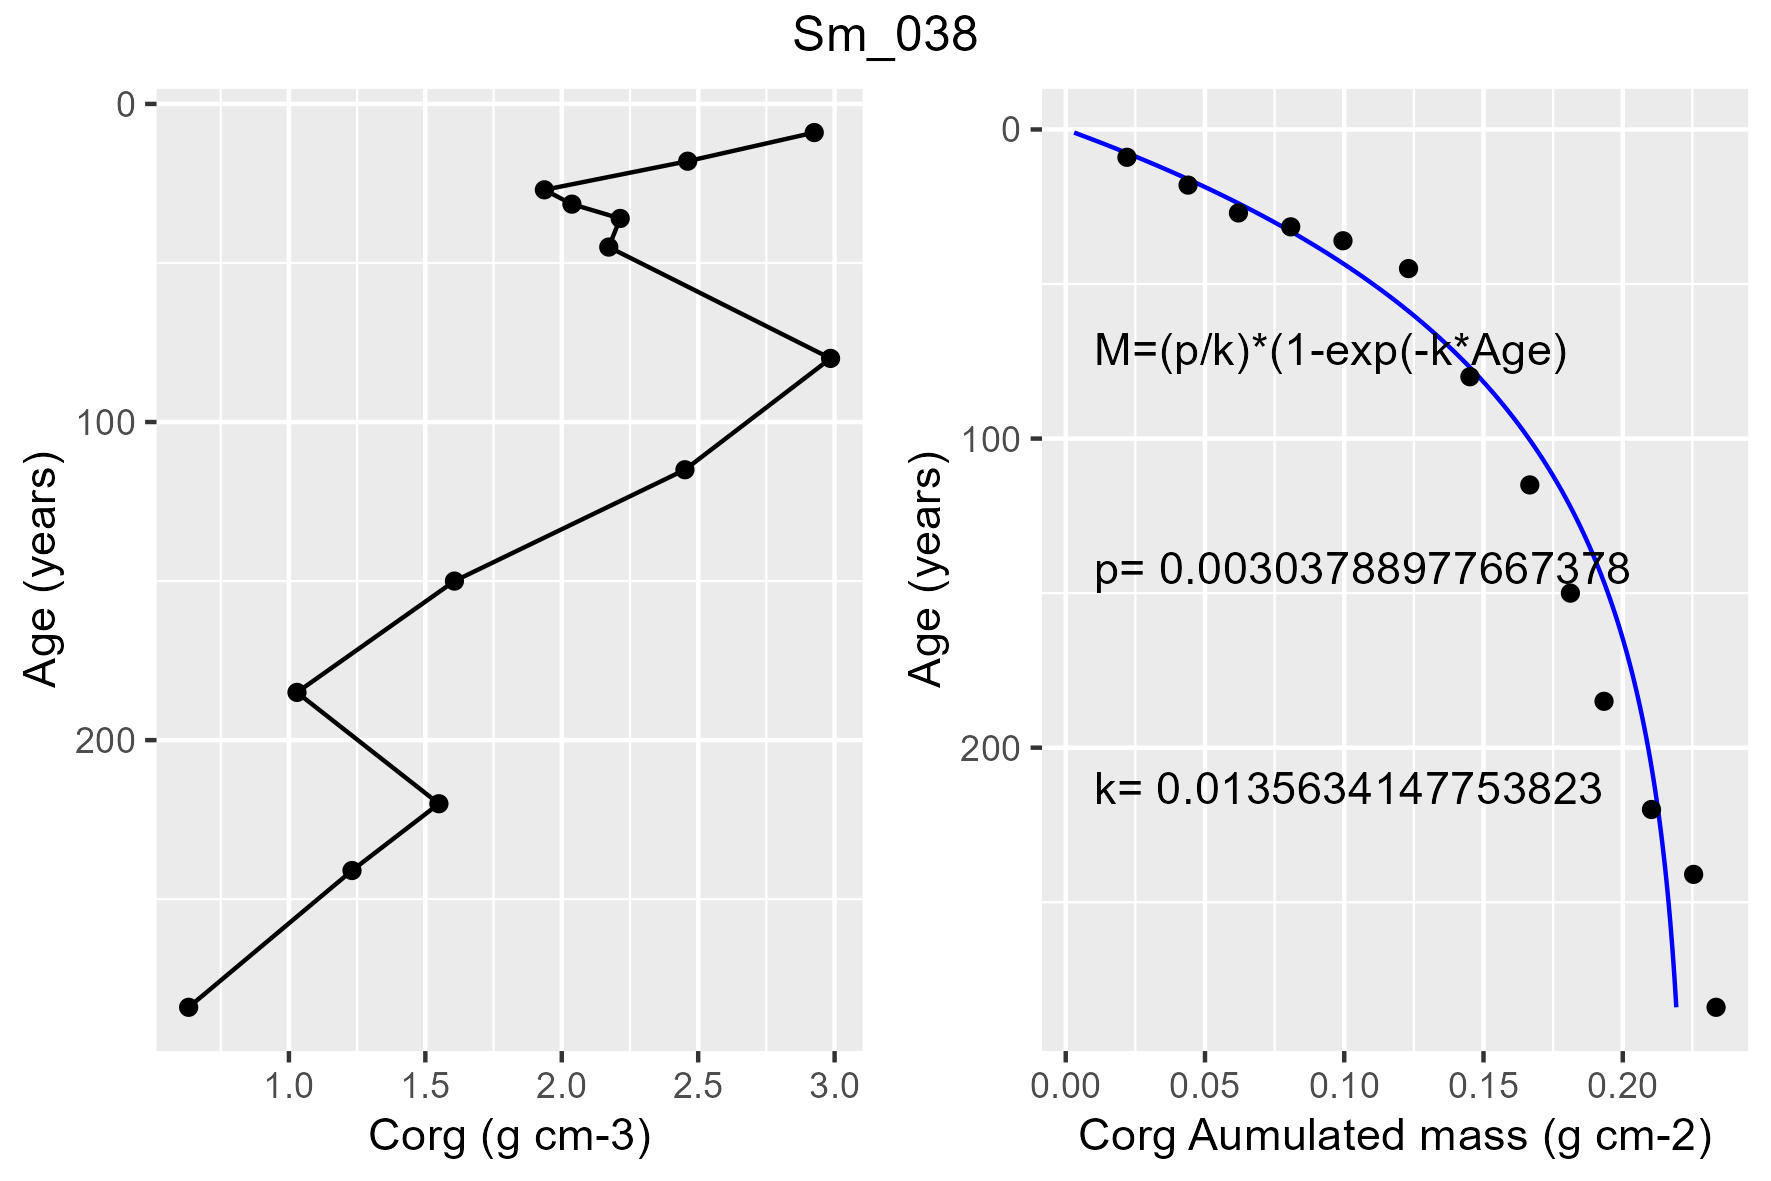 Sm_038
0
100
200
Age (years)
1.0 1.5 2.0 2.5 3.0
Corg (g cm-3)
0
100
200
Age (years)
M=(p/k)*(1-exp(-k*Age)
p= 0.00303788977667378
k= 0.0135634147753823
0.00 0.05 0.10 0.15 0.20
Corg Aumulated mass (g cm-2)